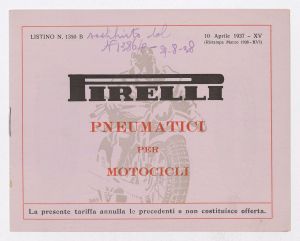 LISTINO N. 1380 B
10 Aprile 1937 - XV
(Ristampa Marzo 1938 - XVI)
PIRELLI
PNEUMATICI
PER
MOTOCICLI
La presente tariffa annulla le precedenti e non costituisce offerta.